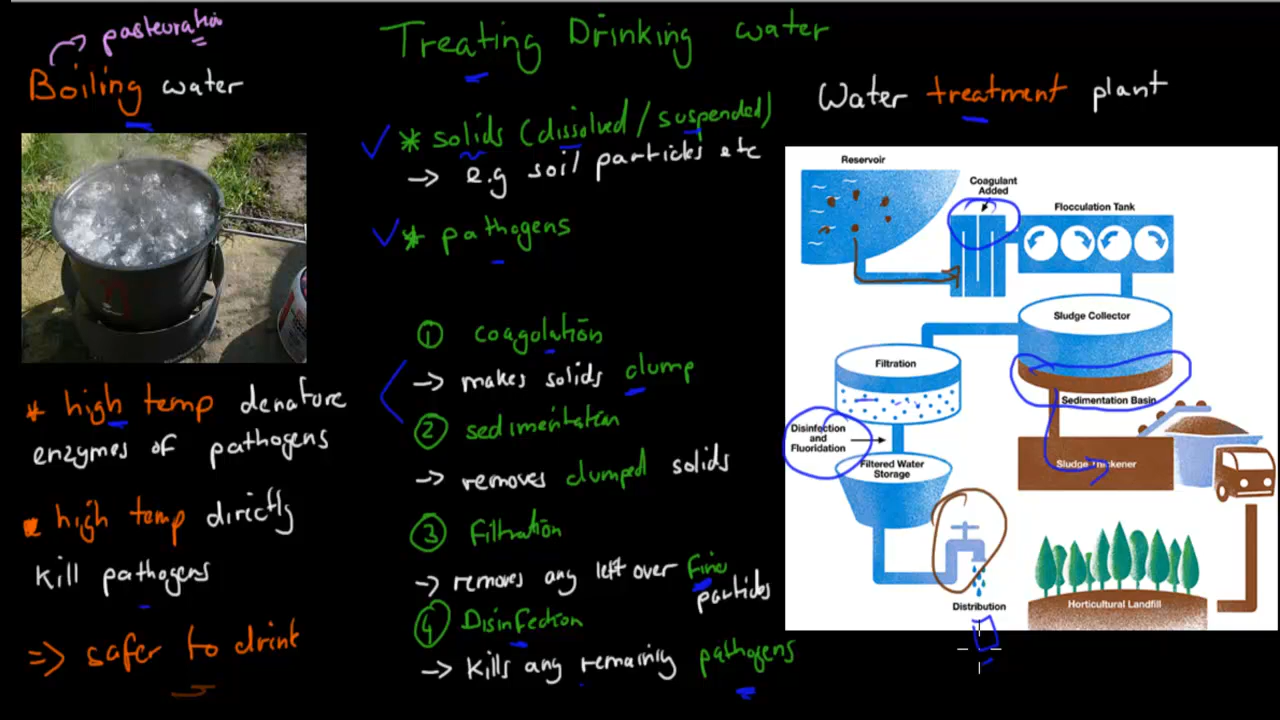 pasteuration
Boiling water
* high temp denature
enzymes of pathogens
* high temp dirictly
kill pathogens
=> safer to drink
Treating Drinking water
* solids (dissolved / suspended)
→ e.g soil particles etc
* pathogens
① coagolation
→ makes solids clump
② sedimentation
→ removes clumped solids
③ Filtration
→ removes any left over fine
particles
④ Disinfection
→ kills any remaining pathogens
Water treatment plant
Reservoir
Coagulant
Added
Flocculation Tank
Sludge Collector
Filtration
Sedimentation Basin
Disinfection
and
Fluoridation
Filtered Water
Storage
Sludge Thickener
Distribution
Horticultural Landfill